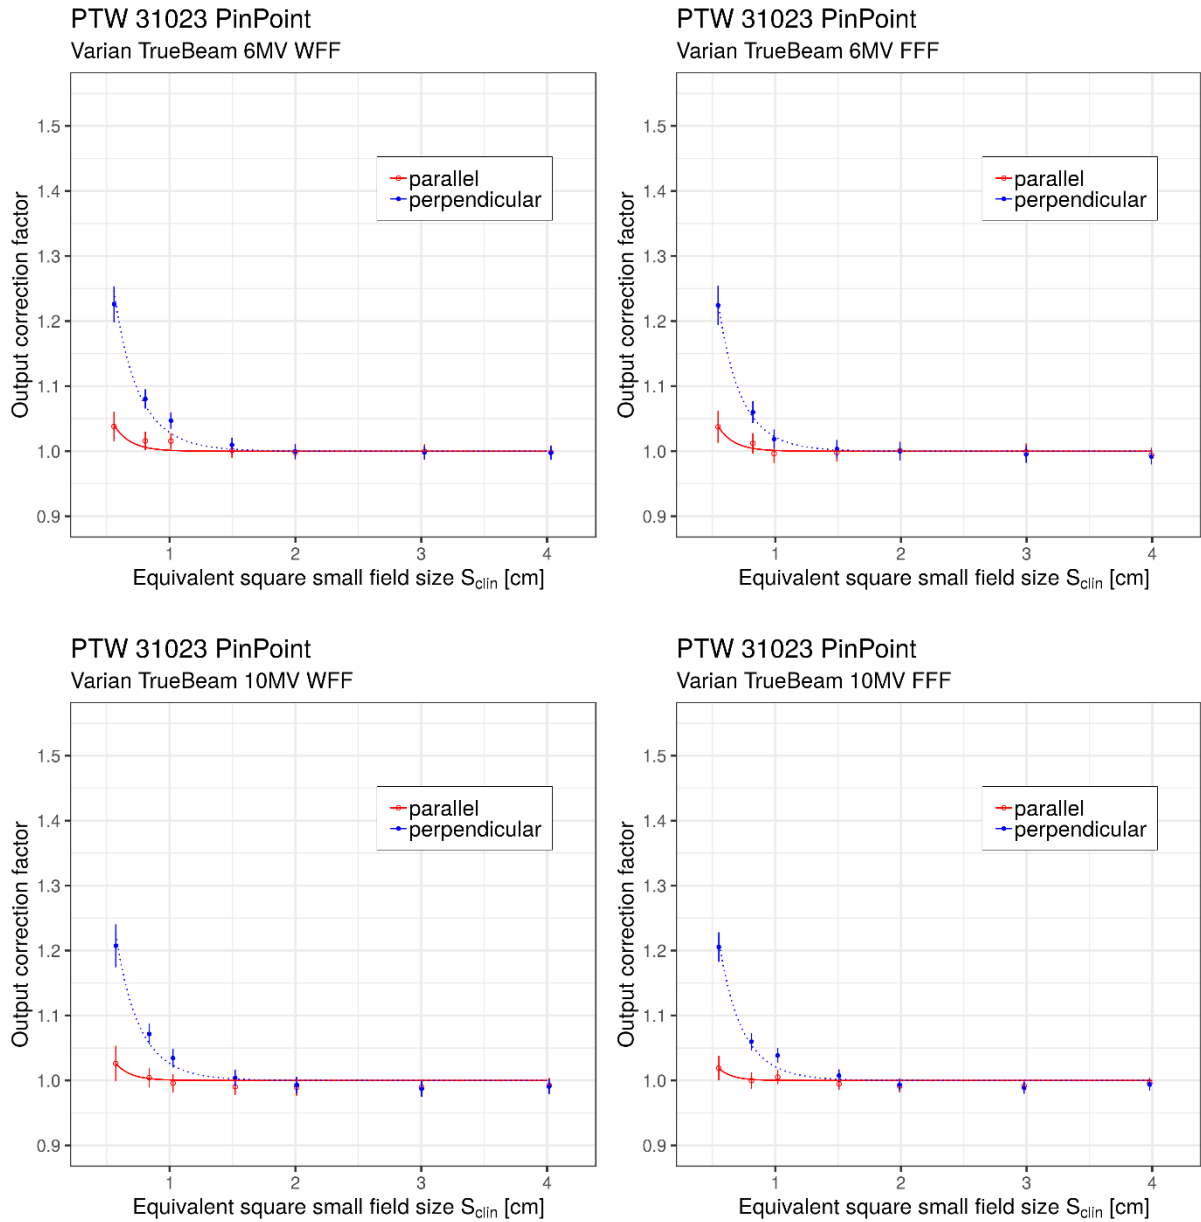 PTW 31023 PinPoint
Varian TrueBeam 6MV WFF
Output correction factor
1.5
1.4
1.3
1.2
1.1
1.0
0.9
parallel
perpendicular
1 2 3 4
Equivalent square small field size Sclin [cm]
PTW 31023 PinPoint
Varian TrueBeam 6MV FFF
Output correction factor
1.5
1.4
1.3
1.2
1.1
1.0
0.9
parallel
perpendicular
1 2 3 4
Equivalent square small field size Sclin [cm]
PTW 31023 PinPoint
Varian TrueBeam 10MV WFF
Output correction factor
1.5
1.4
1.3
1.2
1.1
1.0
0.9
parallel
perpendicular
1 2 3 4
Equivalent square small field size Sclin [cm]
PTW 31023 PinPoint
Varian TrueBeam 10MV FFF
Output correction factor
1.5
1.4
1.3
1.2
1.1
1.0
0.9
parallel
perpendicular
1 2 3 4
Equivalent square small field size Sclin [cm]